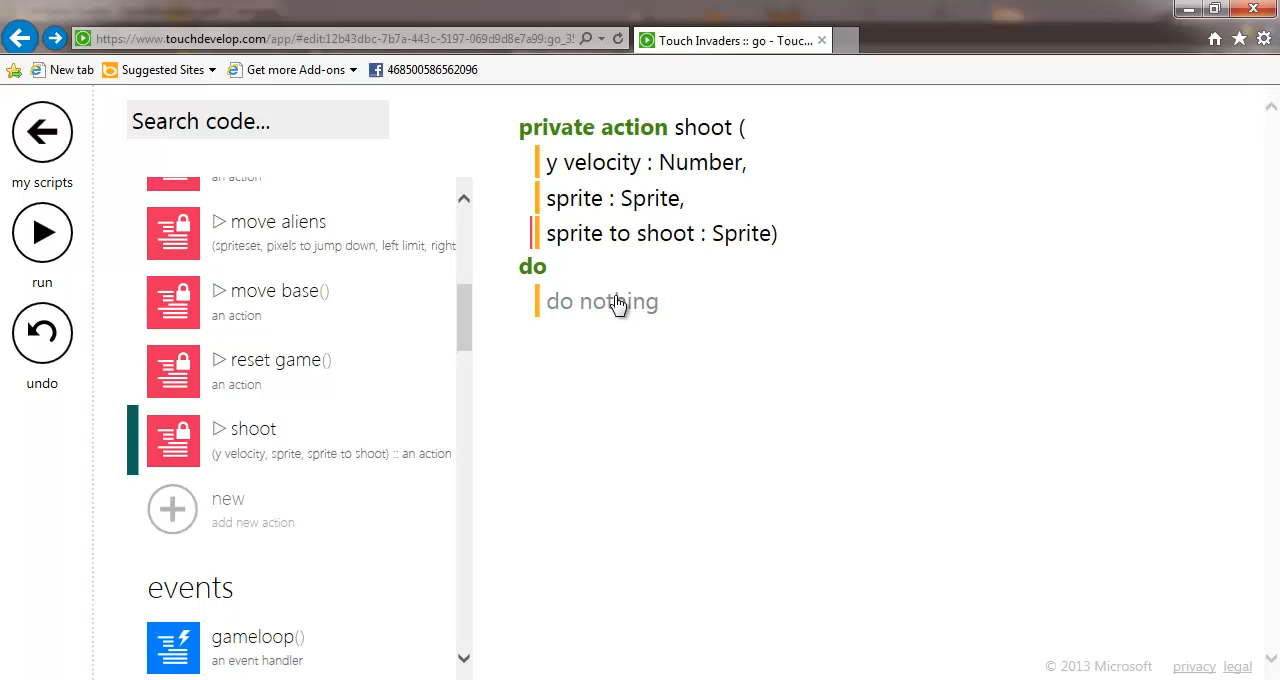 https://www.touchdevelop.com/app/#edit:12b43dbc-7b7a-443c-5197-069d9d8e7a99:go_3
Touch Invaders :: go - Touc...
New tab
Suggested Sites
Get more Add-ons
468500586562096
my scripts
run
undo
Search code...
an action
▷ move aliens
(spriteset, pixels to jump down, left limit, right
▷ move base()
an action
▷ reset game()
an action
▷ shoot
(y velocity, sprite, sprite to shoot) :: an action
new
add new action
events
gameloop()
an event handler
private action shoot (
y velocity : Number,
sprite : Sprite,
sprite to shoot : Sprite)
do
do nothing
© 2013 Microsoft privacy legal